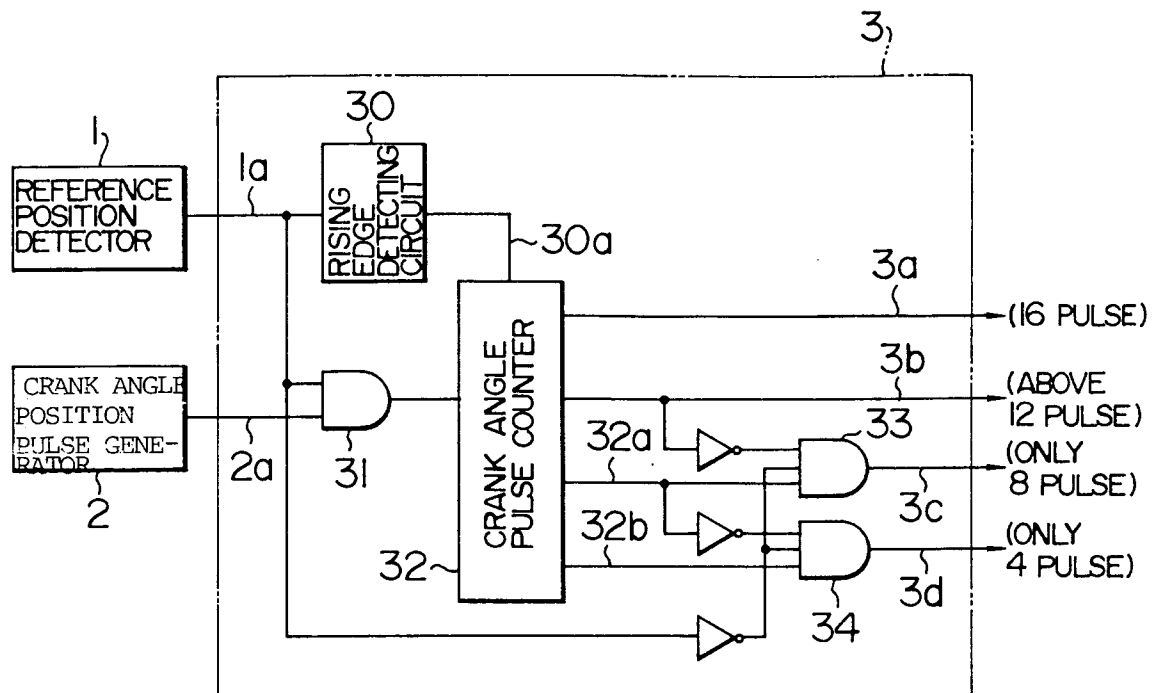 3
1
REFERENCE
POSITION
DETECTOR
1a
30
RISING
EDGE
DETECTING
CIRCUIT
30a
3a
(16 PULSE)
CRANK ANGLE
POSITION
PULSE GENE-
RATOR
2
2a
31
CRANK ANGLE
PULSE COUNTER
32
3b
(ABOVE
12 PULSE)
32a
33
3c
(ONLY
8 PULSE)
32b
34
3d
(ONLY
4 PULSE)